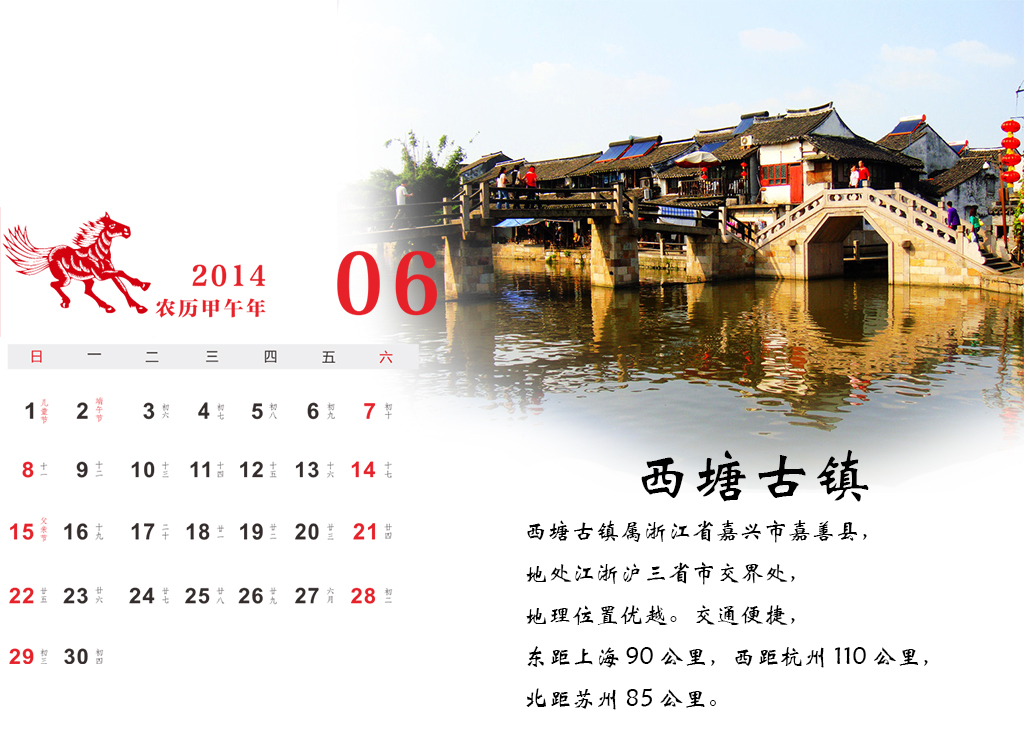 2014
农历甲午年
06
日 一 二 三 四 五 六
1 儿童节 2 端午节 3 初六 4 初七 5 初八 6 初九 7 初十
8 十一 9 十二 10 十三 11 十四 12 十五 13 十六 14 十七
15 父亲节 16 十九 17 二十 18 廿一 19 廿二 20 廿三 21 廿四
22 廿五 23 廿六 24 廿七 25 廿八 26 廿九 27 六月 28 初二
29 初三 30 初四
西塘古镇
西塘古镇属浙江省嘉兴市嘉善县，
地处江浙沪三省市交界处，
地理位置优越。交通便捷，
东距上海 90 公里，西距杭州 110 公里，
北距苏州 85 公里。